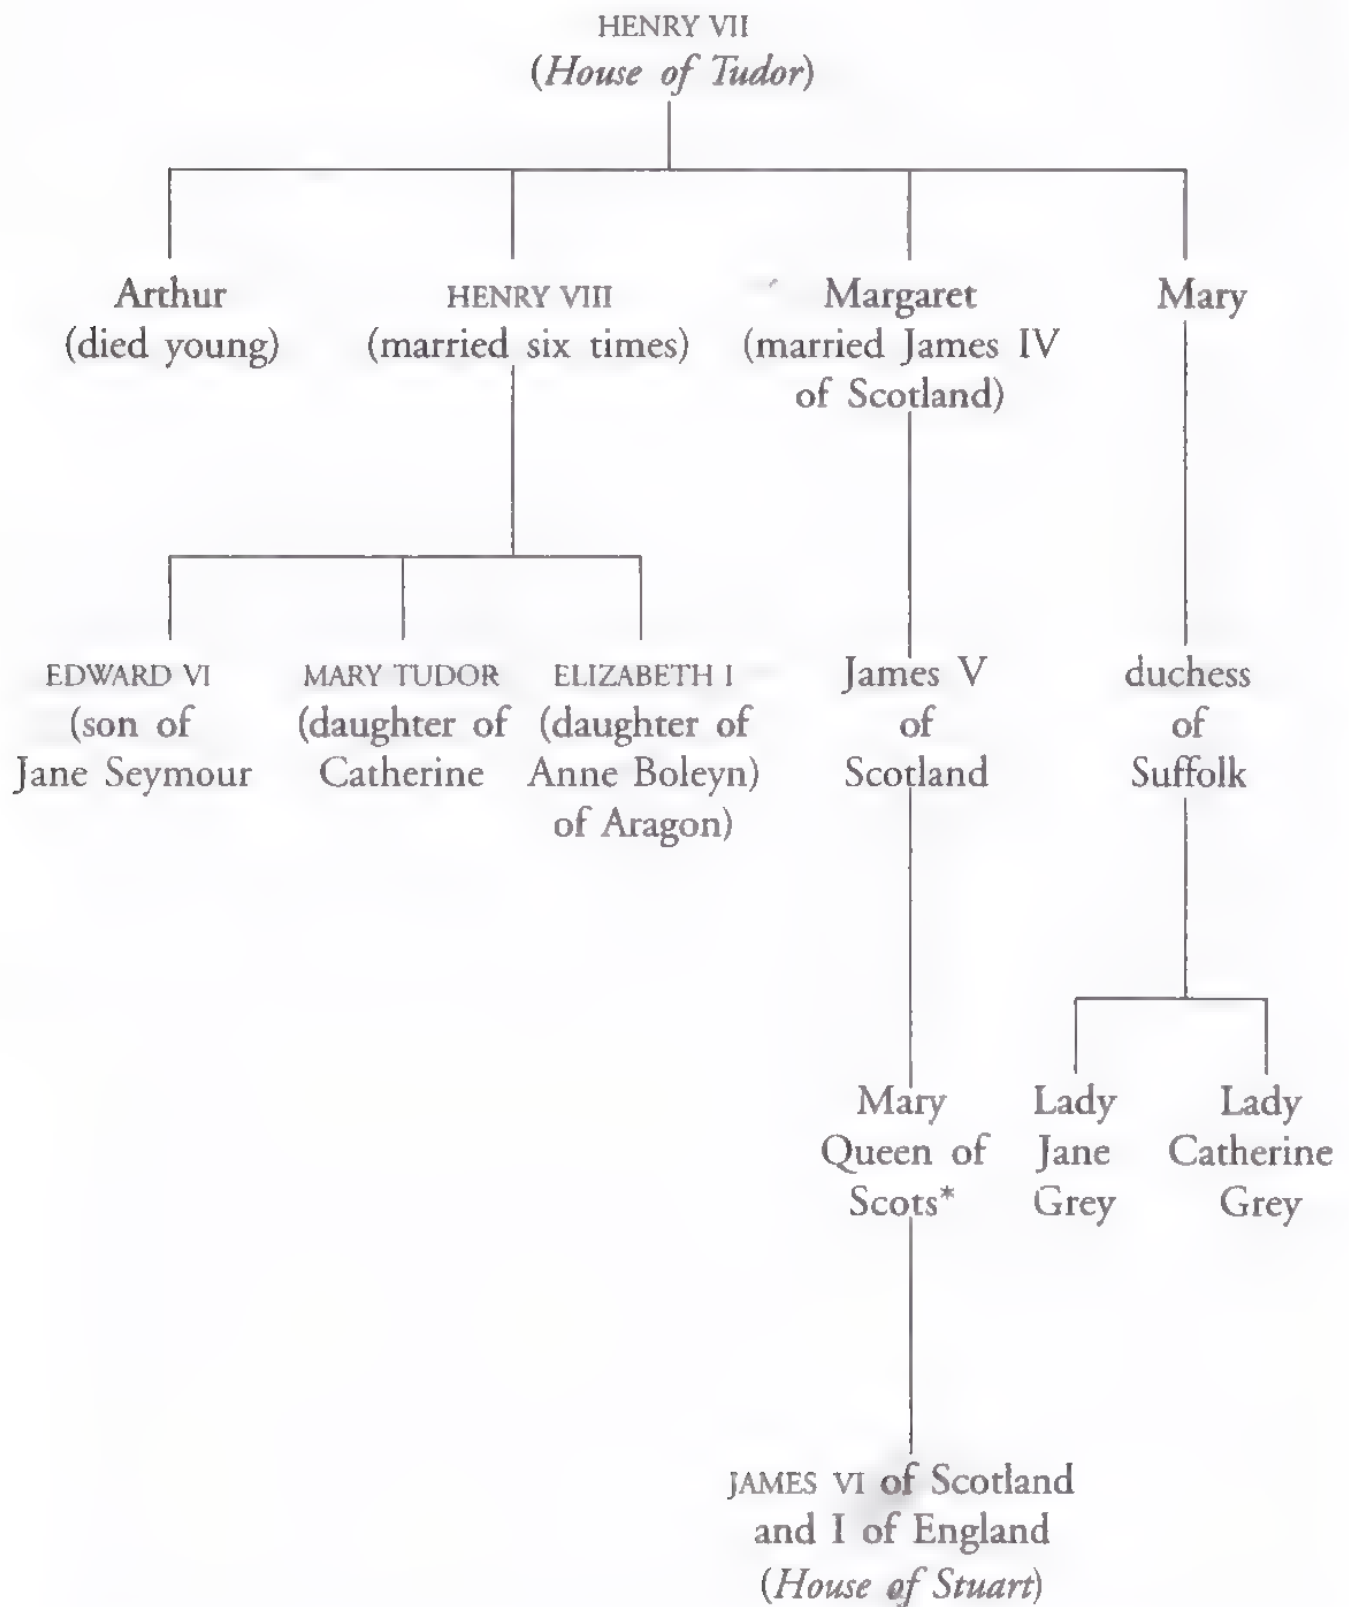 HENRY VII
(House of Tudor)
Arthur
(died young)
HENRY VIII
(married six times)
Margaret
(married James IV
of Scotland)
Mary
EDWARD VI
(son of
Jane Seymour
MARY TUDOR
(daughter of
Catherine
ELIZABETH I
(daughter of
Anne Boleyn)
of Aragon)
James V
of
Scotland
duchess
of
Suffolk
Mary
Queen of
Scots*
Lady
Jane
Grey
Lady
Catherine
Grey
JAMES VI of Scotland
and I of England
(House of Stuart)